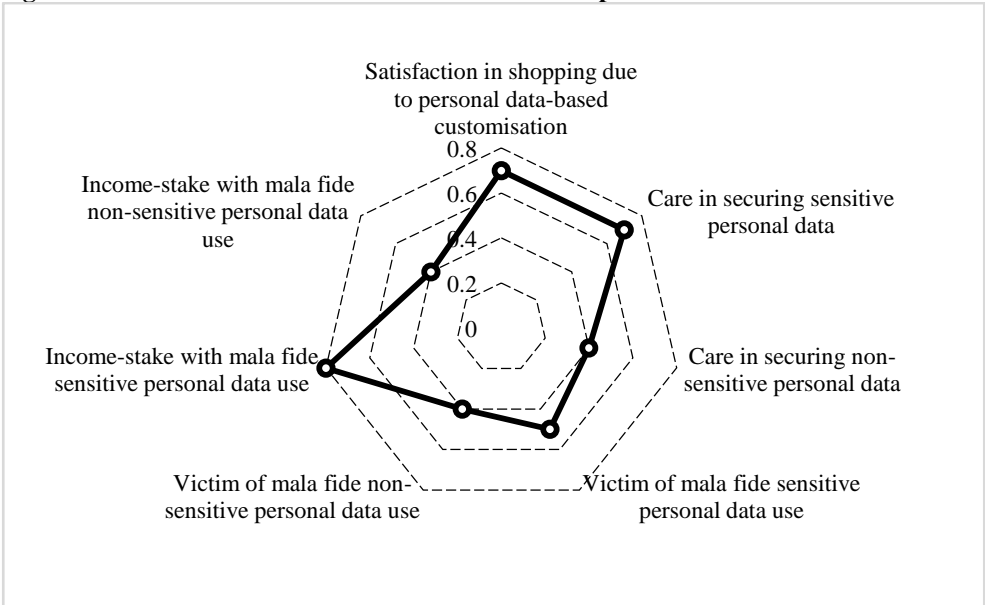 Satisfaction in shopping due
to personal data-based
customisation
0.8
0.6
0.4
0.2
0
Care in securing sensitive
personal data
Care in securing non-
sensitive personal data
Victim of mala fide sensitive
personal data use
Victim of mala fide non-
sensitive personal data use
Income-stake with mala fide
sensitive personal data use
Income-stake with mala fide
non-sensitive personal data
use